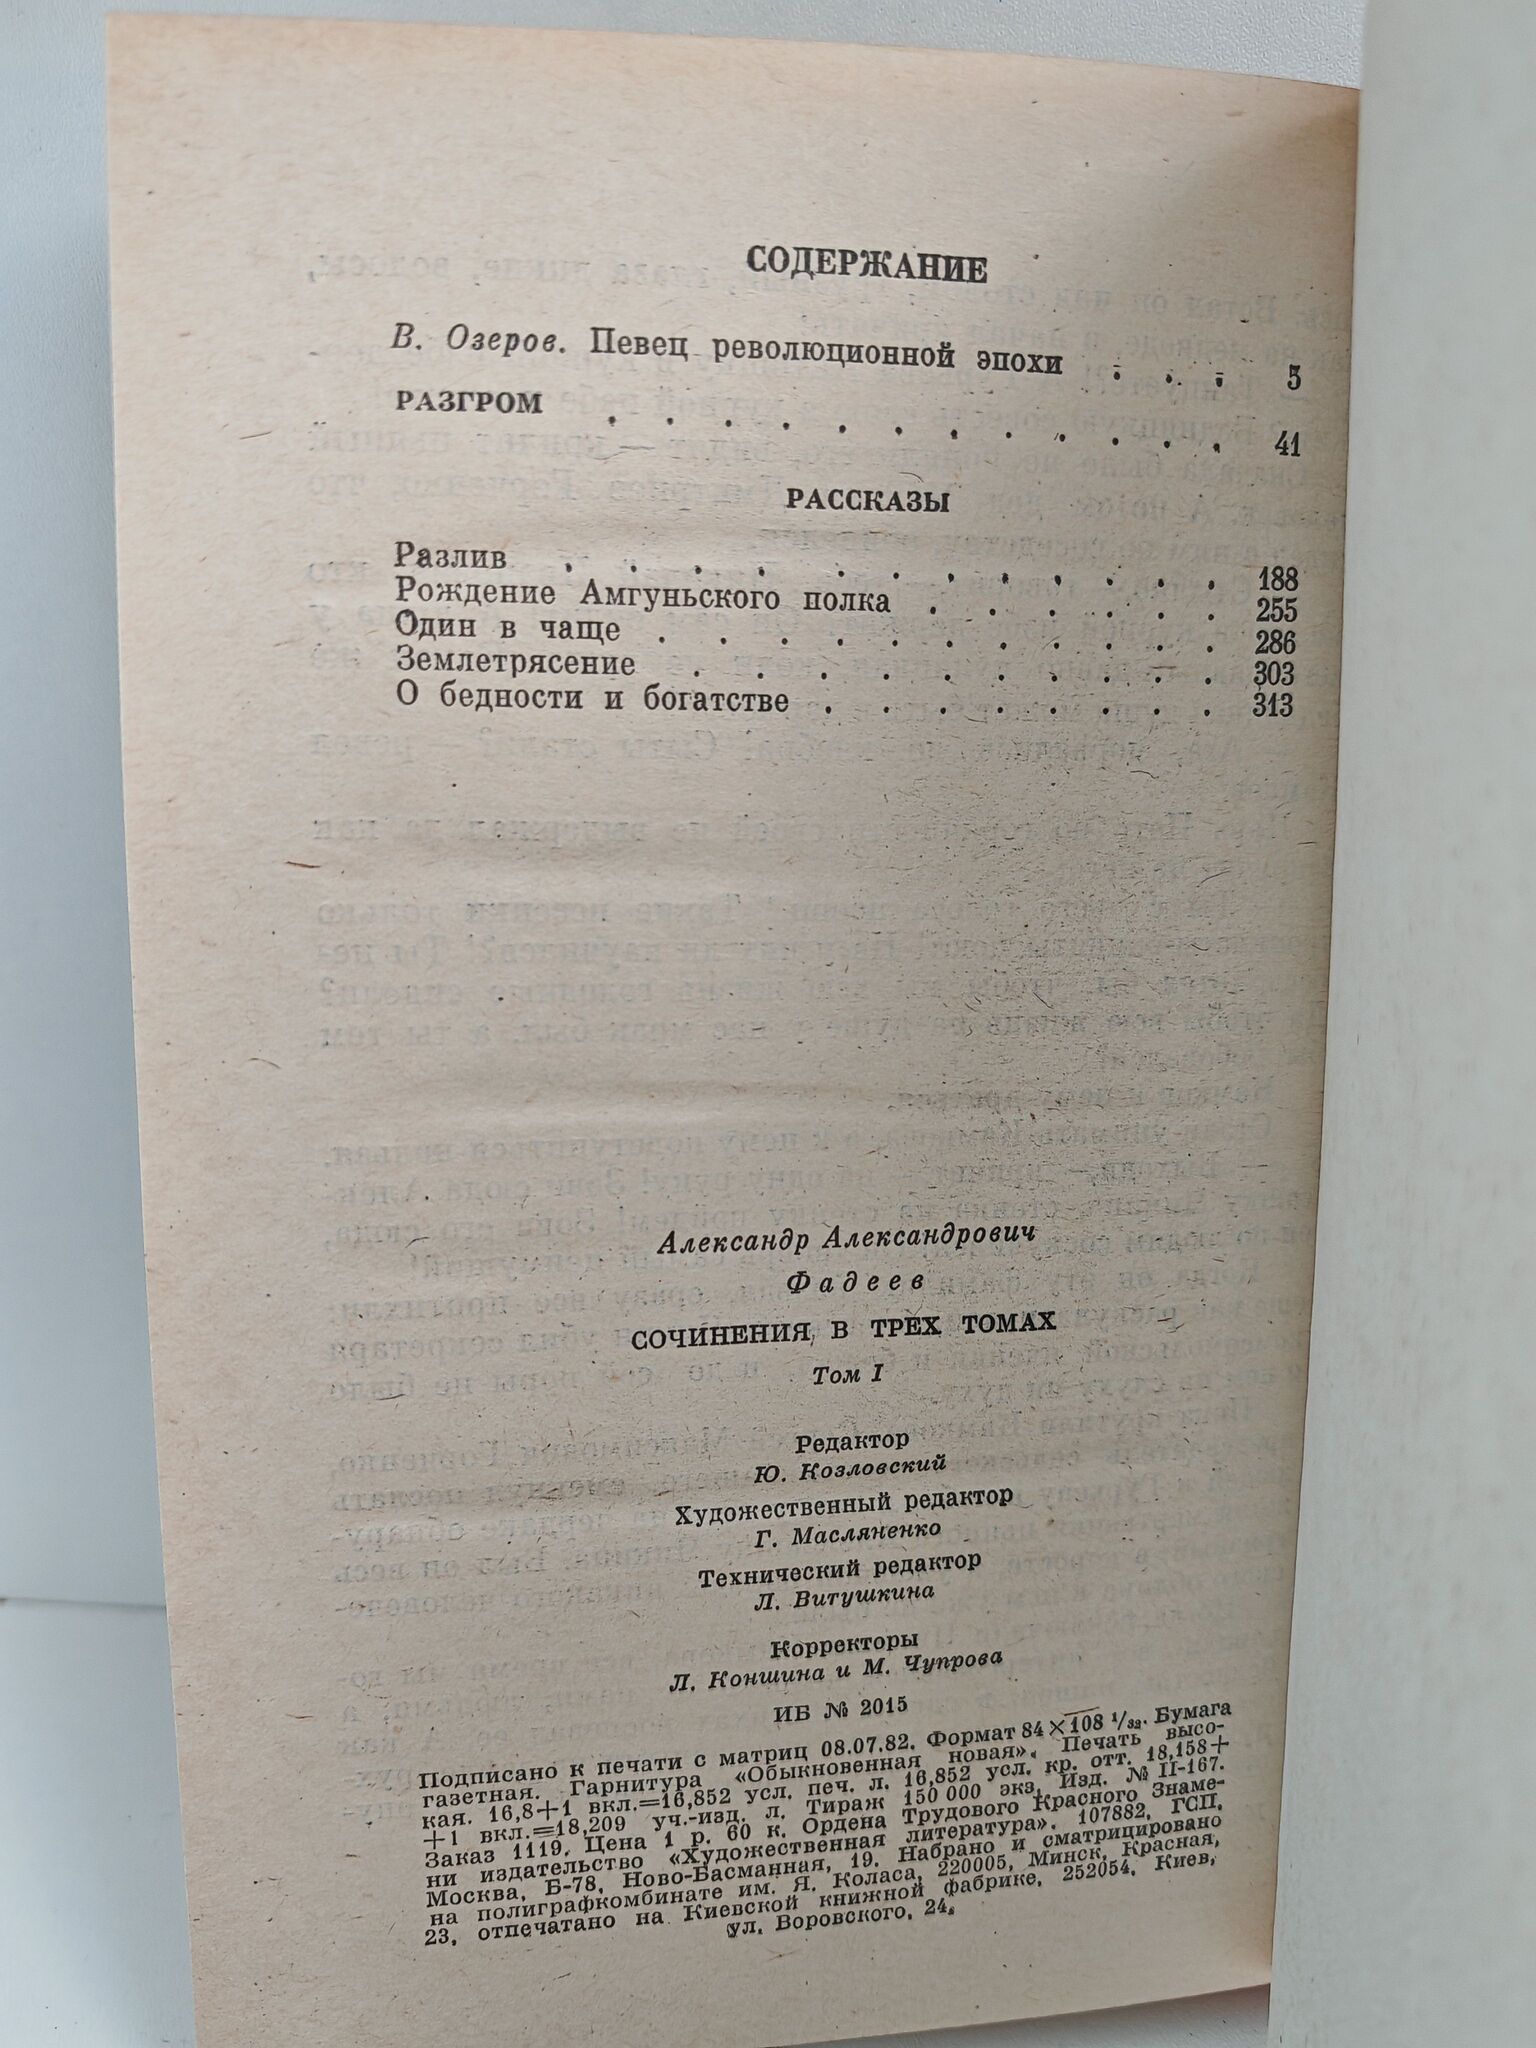 СОДЕРЖАНИЕ
В. Озеров. Певец революционной эпохи . . . 5
РАЗГРОМ . . . . . . . . . . . . 41
РАССКАЗЫ
Разлив . . . . . . . . . . . 188
Рождение Амгуньского полка . . . . . . 255
Один в чаще . . . . . . . . . . 286
Землетрясение . . . . . . . . . 303
О бедности и богатстве . . . . . . . . 313
Александр Александрович
Фадеев
СОЧИНЕНИЯ В ТРЕХ ТОМАХ
Том I
Редактор
Ю. Козловский
Художественный редактор
Г. Масляненко
Технический редактор
Л. Витушкина
Корректоры
Л. Коншина и М. Чупрова
ИБ № 2015
Подписано к печати с матриц 08.07.82. Формат 84×108 1/32. Бумага
газетная. Гарнитура «Обыкновенная новая». Печать высо-
кая. 16,8+1 вкл.=16,852 усл. печ. л. 16,852 усл. кр. отт. 18,158+
+1 вкл.=18,209 уч.-изд. л. Тираж 150 000 экз. Изд. № II-167.
Заказ 1119. Цена 1 р. 60 к. Ордена Трудового Красного Знаме-
ни издательство «Художественная литература». 107882, ГСП,
Москва, Б-78, Ново-Басманная, 19. Набрано и сматрицировано
на полиграфкомбинате им. Я. Коласа, 220005, Минск, Красная,
23, отпечатано на Киевской книжной фабрике, 252054, Киев,
ул. Воровского, 24.